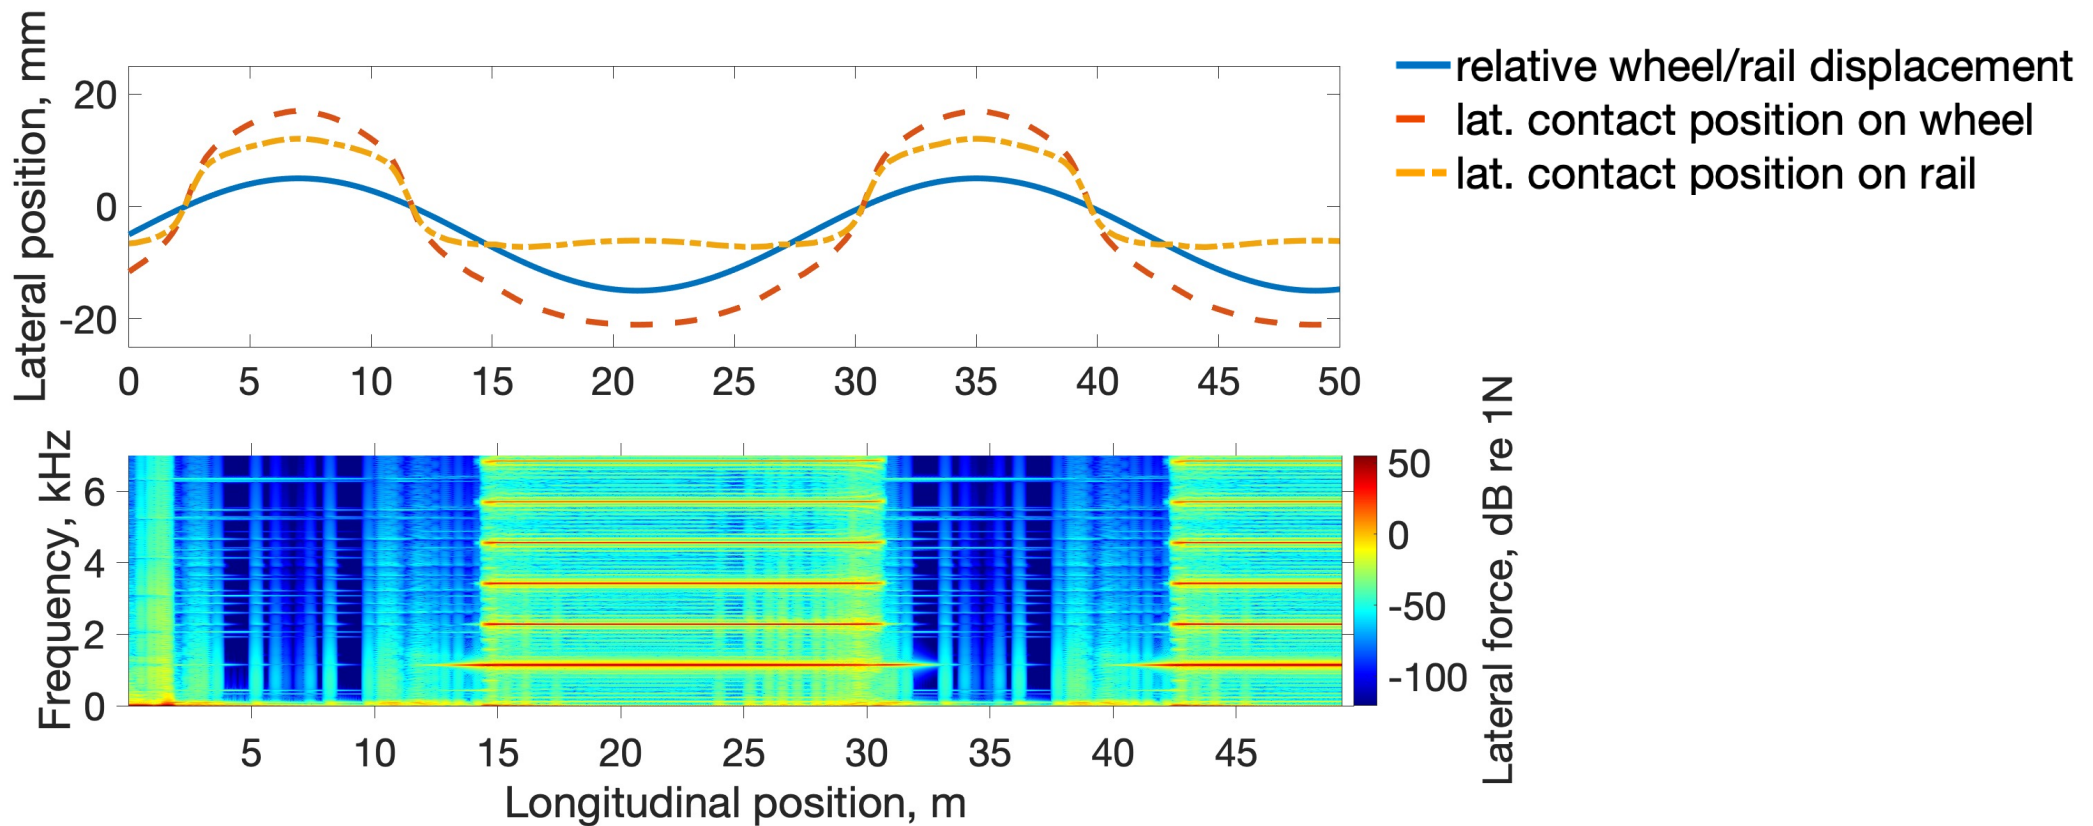 Lateral position, mm
20
0
-20
0 5 10 15 20 25 30 35 40 45 50
relative wheel/rail displacement
lat. contact position on wheel
lat. contact position on rail
Frequency, kHz
6
4
2
0
5 10 15 20 25 30 35 40 45
Longitudinal position, m
50
0
-50
-100
Lateral force, dB re 1N